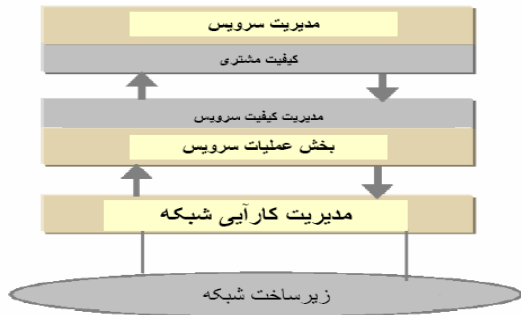 مدیریت سرویس
کیفیت مشتری
مدیریت کیفیت سرویس
بخش عملیات سرویس
مدیریت کارآیی شبکه
زیرساخت شبکه